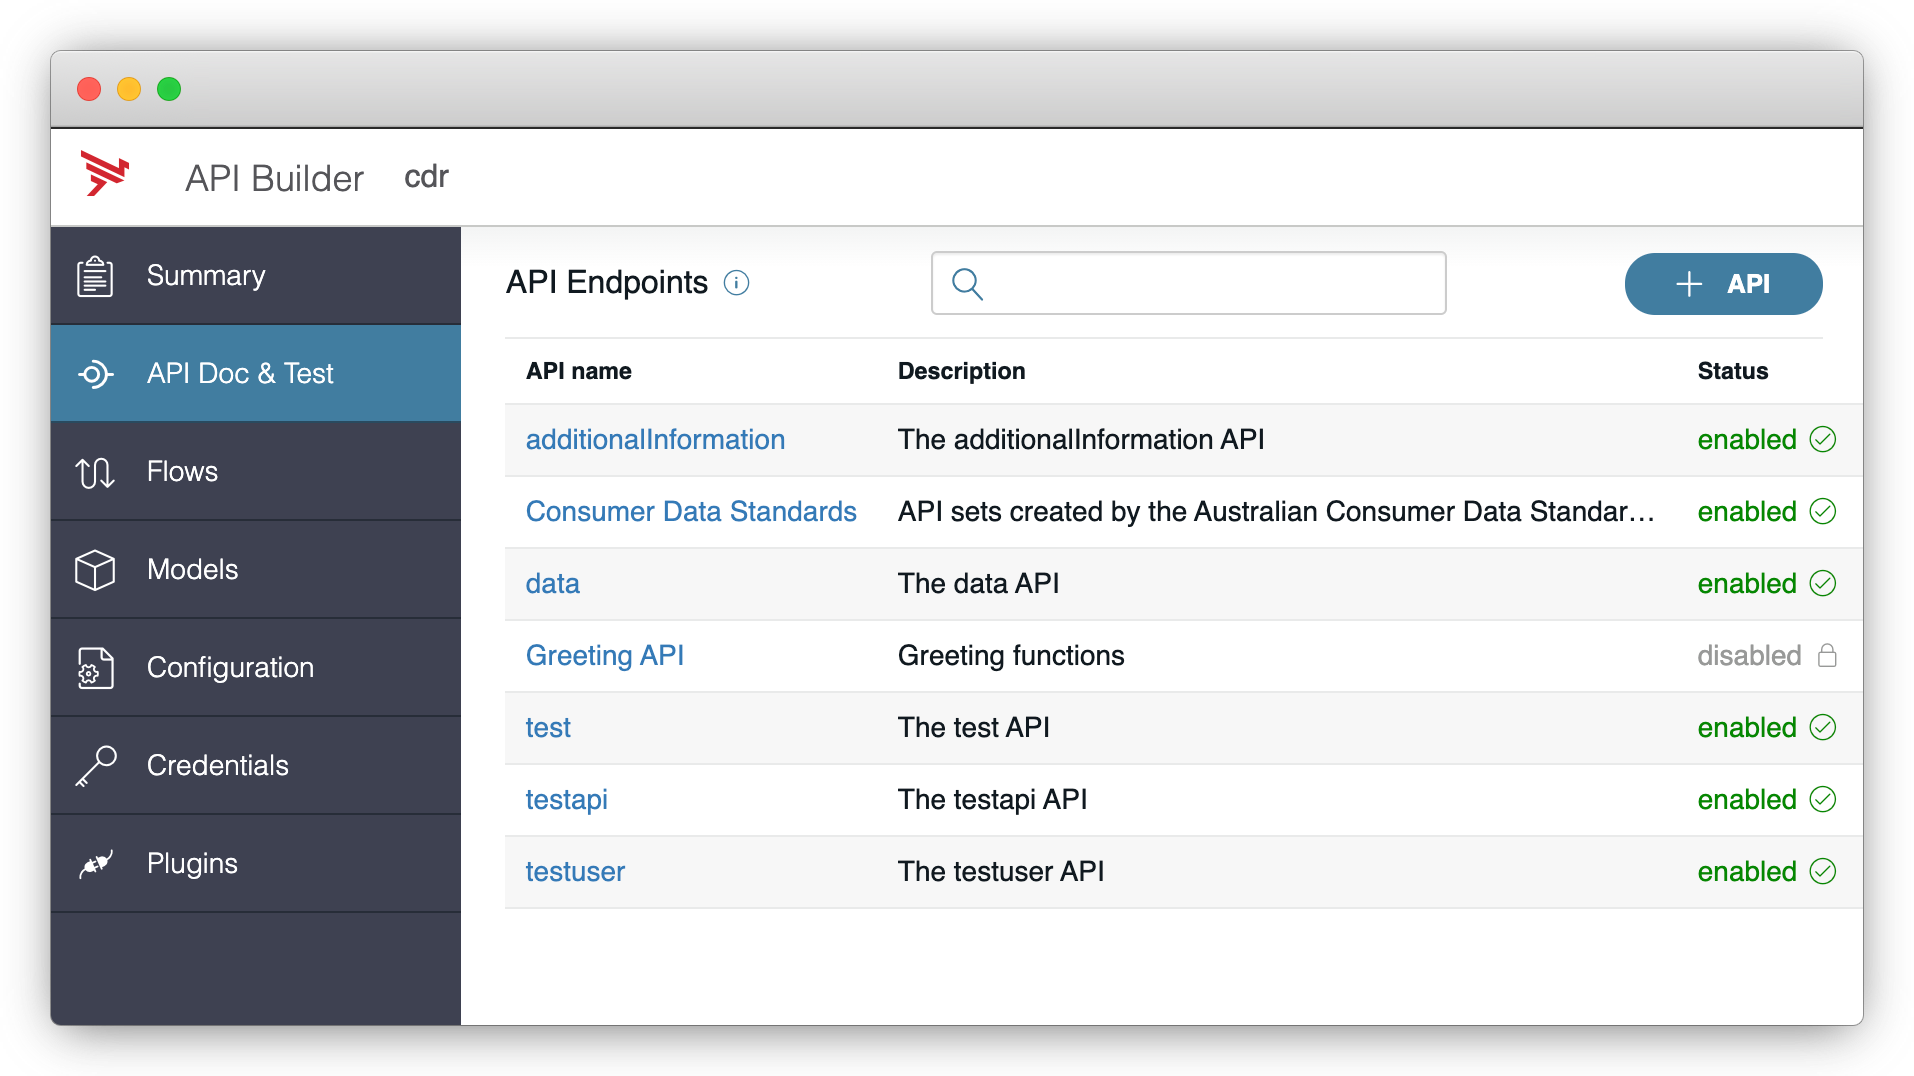 API Builder cdr
Summary
API Doc & Test
Flows
Models
Configuration
Credentials
Plugins
API Endpoints
API
API name Description Status
additionalInformation The additionalInformation API enabled
Consumer Data Standards API sets created by the Australian Consumer Data Standar… enabled
data The data API enabled
Greeting API Greeting functions disabled
test The test API enabled
testapi The testapi API enabled
testuser The testuser API enabled